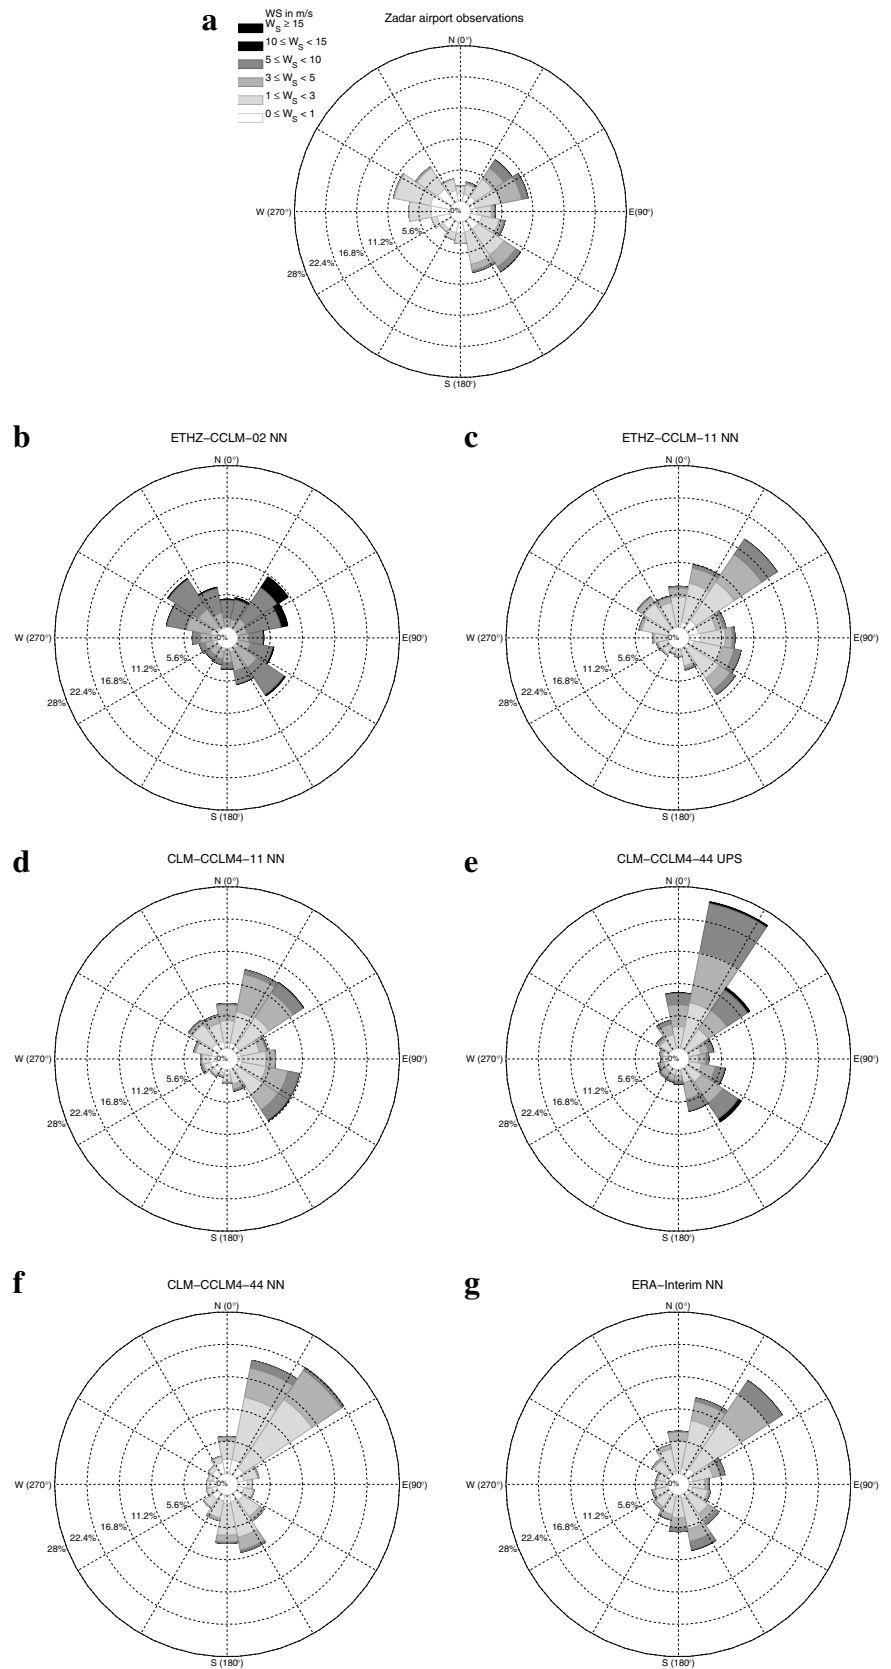 a
WS in m/s
W_S ≥ 15
10 ≤ W_S < 15
5 ≤ W_S < 10
3 ≤ W_S < 5
1 ≤ W_S < 3
0 ≤ W_S < 1
Zadar airport observations
N (0°)
W (270°)
0%
E(90°)
5.6%
11.2%
16.8%
22.4%
28%
S (180°)
b
ETHZ−CCLM−02 NN
N (0°)
W (270°)
0%
E(90°)
5.6%
11.2%
16.8%
22.4%
28%
S (180°)
c
ETHZ−CCLM−11 NN
N (0°)
W (270°)
0%
E(90°)
5.6%
11.2%
16.8%
22.4%
28%
S (180°)
d
CLM−CCLM4−11 NN
N (0°)
W (270°)
0%
E(90°)
5.6%
11.2%
16.8%
22.4%
28%
S (180°)
e
CLM−CCLM4−44 UPS
N (0°)
W (270°)
0%
E(90°)
5.6%
11.2%
16.8%
22.4%
28%
S (180°)
f
CLM−CCLM4−44 NN
N (0°)
W (270°)
0%
E(90°)
5.6%
11.2%
16.8%
22.4%
28%
S (180°)
g
ERA−Interim NN
N (0°)
W (270°)
0%
E(90°)
5.6%
11.2%
16.8%
22.4%
28%
S (180°)